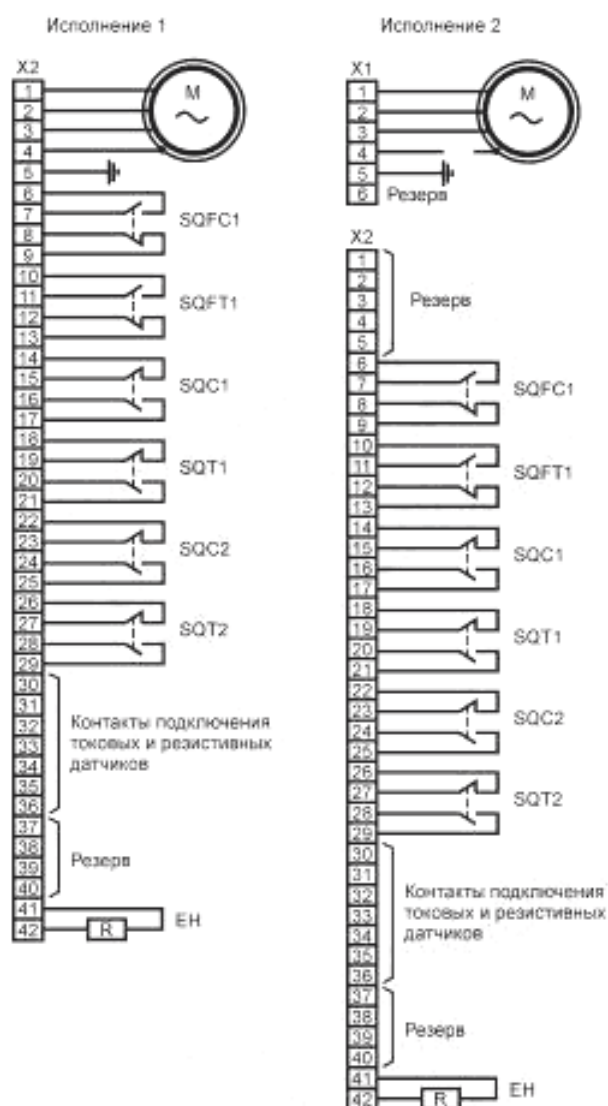 Исполнение 1
X2
1
M
2
3
4
5
6
7
SQFC1
8
9
10
11
SQFT1
12
13
14
15
SQC1
16
17
18
19
SQT1
20
21
22
23
SQC2
24
25
26
27
SQT2
28
29
30
31
32
Контакты подключения
33
токовых и резистивных
34
датчиков
35
36
37
38
Резерв
39
40
41
EH
42
R
Исполнение 2
X1
1
M
2
3
4
5
6
Резерв
X2
1
2
3
Резерв
4
5
6
7
SQFC1
8
9
10
11
SQFT1
12
13
14
15
SQC1
16
17
18
19
SQT1
20
21
22
23
SQC2
24
25
26
27
SQT2
28
29
30
31
32
Контакты подключения
33
токовых и резистивных
34
датчиков
35
36
37
38
Резерв
39
40
41
EH
42
R